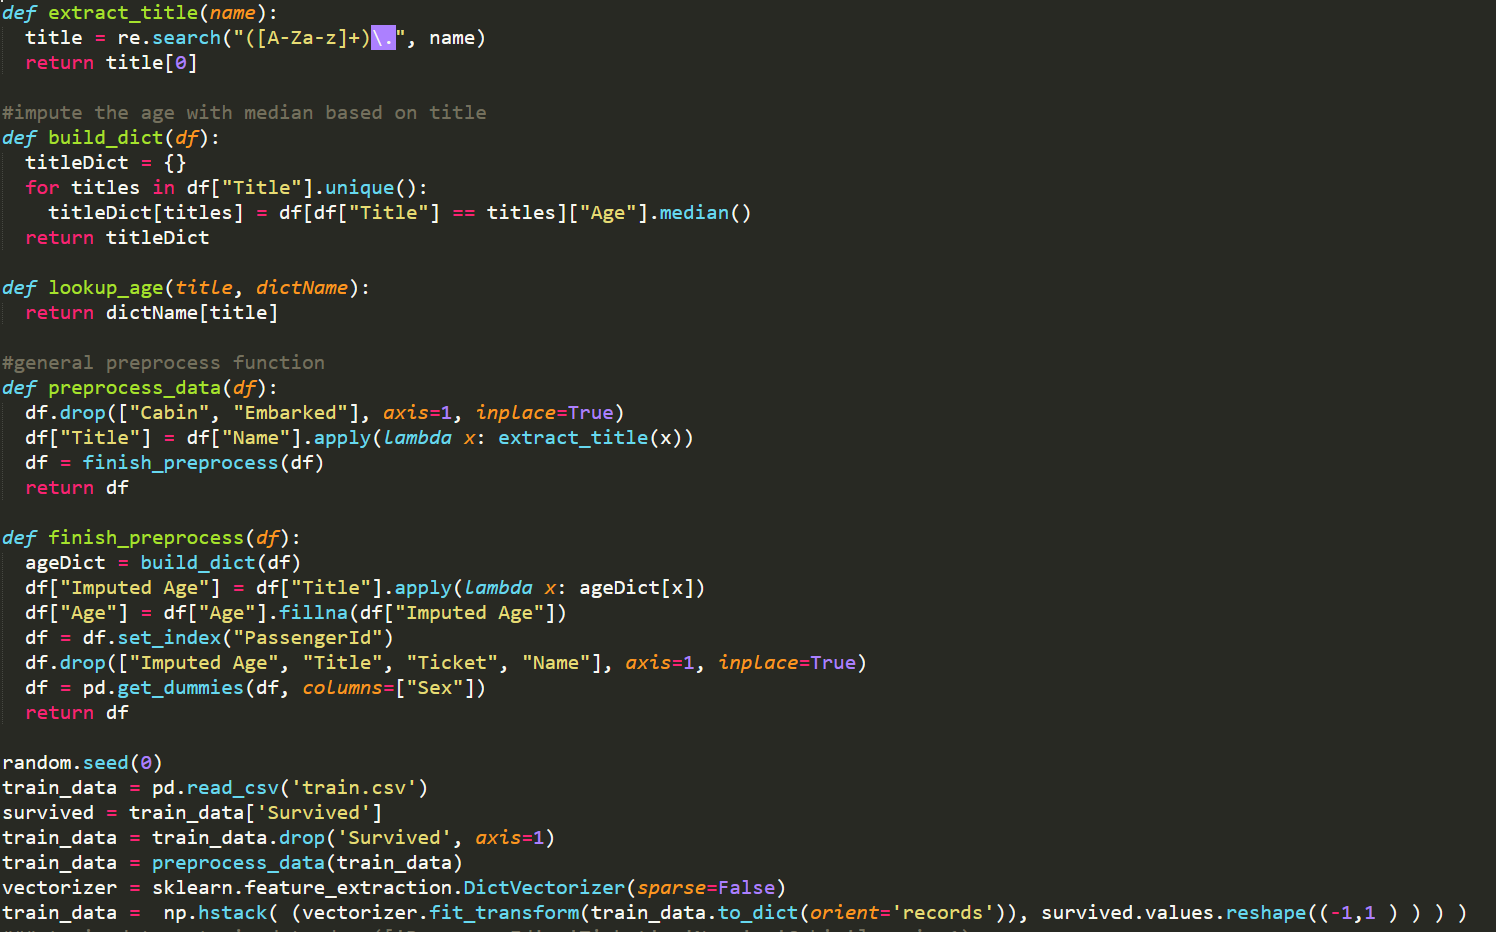 def extract_title(name):
  title = re.search("([A-Za-z]+)\.", name)
  return title[0]

#impute the age with median based on title
def build_dict(df):
  titleDict = {}
  for titles in df["Title"].unique():
    titleDict[titles] = df[df["Title"] == titles]["Age"].median()
  return titleDict

def lookup_age(title, dictName):
  return dictName[title]

#general preprocess function
def preprocess_data(df):
  df.drop(["Cabin", "Embarked"], axis=1, inplace=True)
  df["Title"] = df["Name"].apply(lambda x: extract_title(x))
  df = finish_preprocess(df)
  return df

def finish_preprocess(df):
  ageDict = build_dict(df)
  df["Imputed Age"] = df["Title"].apply(lambda x: ageDict[x])
  df["Age"] = df["Age"].fillna(df["Imputed Age"])
  df = df.set_index("PassengerId")
  df.drop(["Imputed Age", "Title", "Ticket", "Name"], axis=1, inplace=True)
  df = pd.get_dummies(df, columns=["Sex"])
  return df

random.seed(0)
train_data = pd.read_csv('train.csv')
survived = train_data['Survived']
train_data = train_data.drop('Survived', axis=1)
train_data = preprocess_data(train_data)
vectorizer = sklearn.feature_extraction.DictVectorizer(sparse=False)
train_data =  np.hstack( (vectorizer.fit_transform(train_data.to_dict(orient='records')), survived.values.reshape((-1,1 ) ) ) )